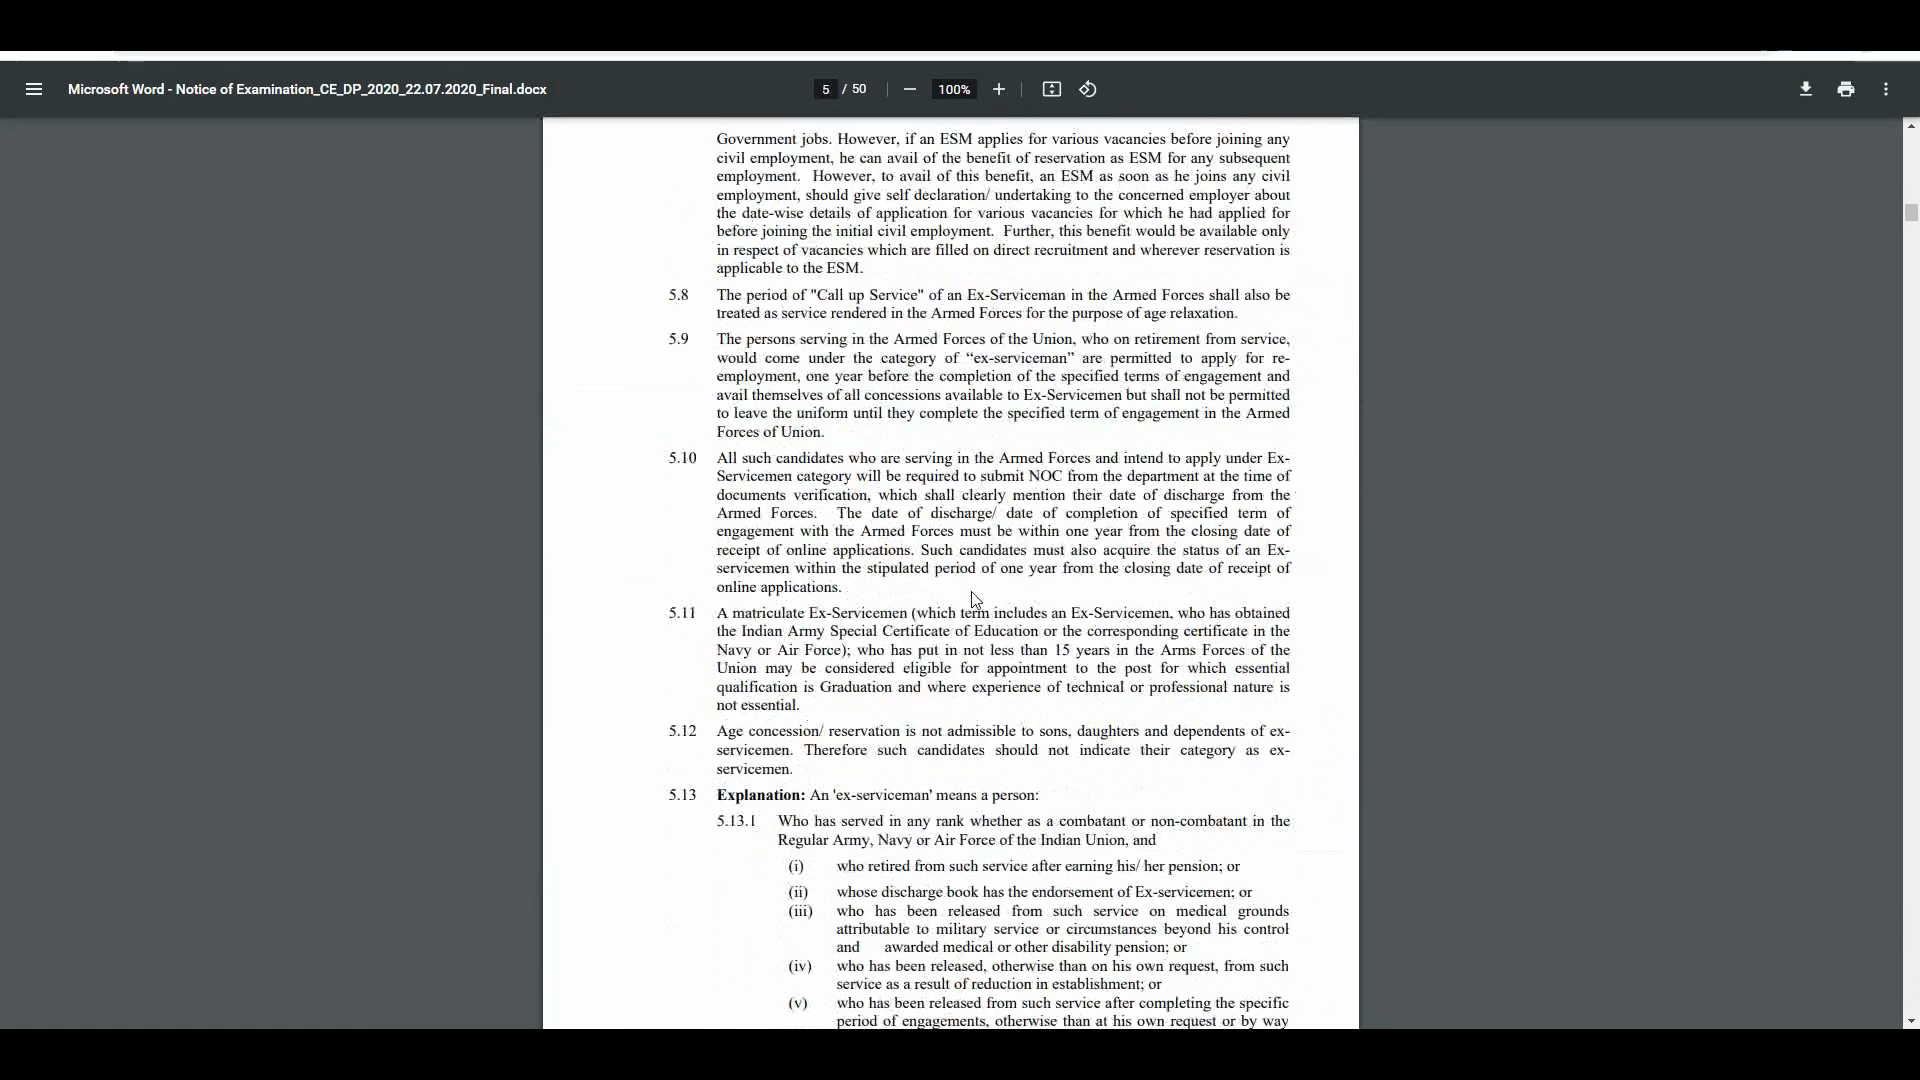 Microsoft Word - Notice of Examination_CE_DP_2020_22.07.2020_Final.docx
5 / 50
100%
Government jobs. However, if an ESM applies for various vacancies before joining any
civil employment, he can avail of the benefit of reservation as ESM for any subsequent
employment. However, to avail of this benefit, an ESM as soon as he joins any civil
employment, should give self declaration/ undertaking to the concerned employer about
the date-wise details of application for various vacancies for which he had applied for
before joining the initial civil employment. Further, this benefit would be available only
in respect of vacancies which are filled on direct recruitment and wherever reservation is
applicable to the ESM.
5.8 The period of "Call up Service" of an Ex-Serviceman in the Armed Forces shall also be
treated as service rendered in the Armed Forces for the purpose of age relaxation.
5.9 The persons serving in the Armed Forces of the Union, who on retirement from service,
would come under the category of “ex-serviceman” are permitted to apply for re-
employment, one year before the completion of the specified terms of engagement and
avail themselves of all concessions available to Ex-Servicemen but shall not be permitted
to leave the uniform until they complete the specified term of engagement in the Armed
Forces of Union.
5.10 All such candidates who are serving in the Armed Forces and intend to apply under Ex-
Servicemen category will be required to submit NOC from the department at the time of
documents verification, which shall clearly mention their date of discharge from the
Armed Forces. The date of discharge/ date of completion of specified term of
engagement with the Armed Forces must be within one year from the closing date of
receipt of online applications. Such candidates must also acquire the status of an Ex-
servicemen within the stipulated period of one year from the closing date of receipt of
online applications.
5.11 A matriculate Ex-Servicemen (which term includes an Ex-Servicemen, who has obtained
the Indian Army Special Certificate of Education or the corresponding certificate in the
Navy or Air Force); who has put in not less than 15 years in the Arms Forces of the
Union may be considered eligible for appointment to the post for which essential
qualification is Graduation and where experience of technical or professional nature is
not essential.
5.12 Age concession/ reservation is not admissible to sons, daughters and dependents of ex-
servicemen. Therefore such candidates should not indicate their category as ex-
servicemen.
5.13 Explanation: An 'ex-serviceman' means a person:
5.13.1 Who has served in any rank whether as a combatant or non-combatant in the
Regular Army, Navy or Air Force of the Indian Union, and
(i) who retired from such service after earning his/ her pension; or
(ii) whose discharge book has the endorsement of Ex-servicemen; or
(iii) who has been released from such service on medical grounds
attributable to military service or circumstances beyond his control
and awarded medical or other disability pension; or
(iv) who has been released, otherwise than on his own request, from such
service as a result of reduction in establishment; or
(v) who has been released from such service after completing the specific
period of engagements, otherwise than at his own request or by way